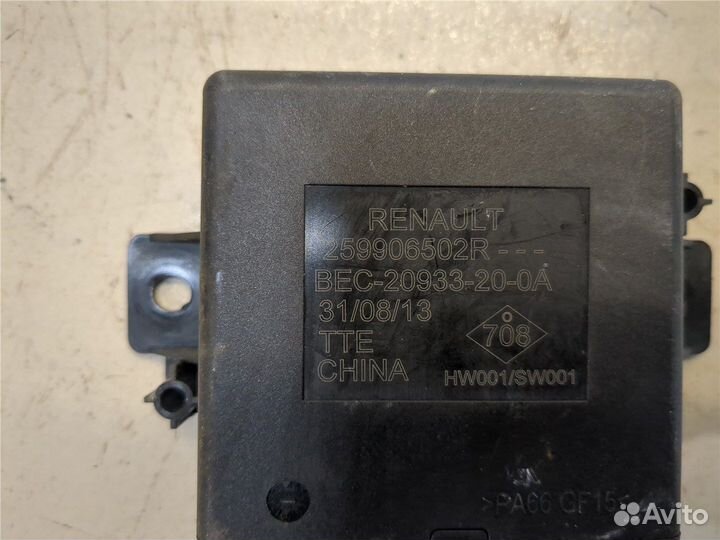 RENAULT
259906502R - - -
BEC-20933-20-0A
31/08/13
TTE
CHINA
708
HW001/SW001
>PA66 GF15<
Avito